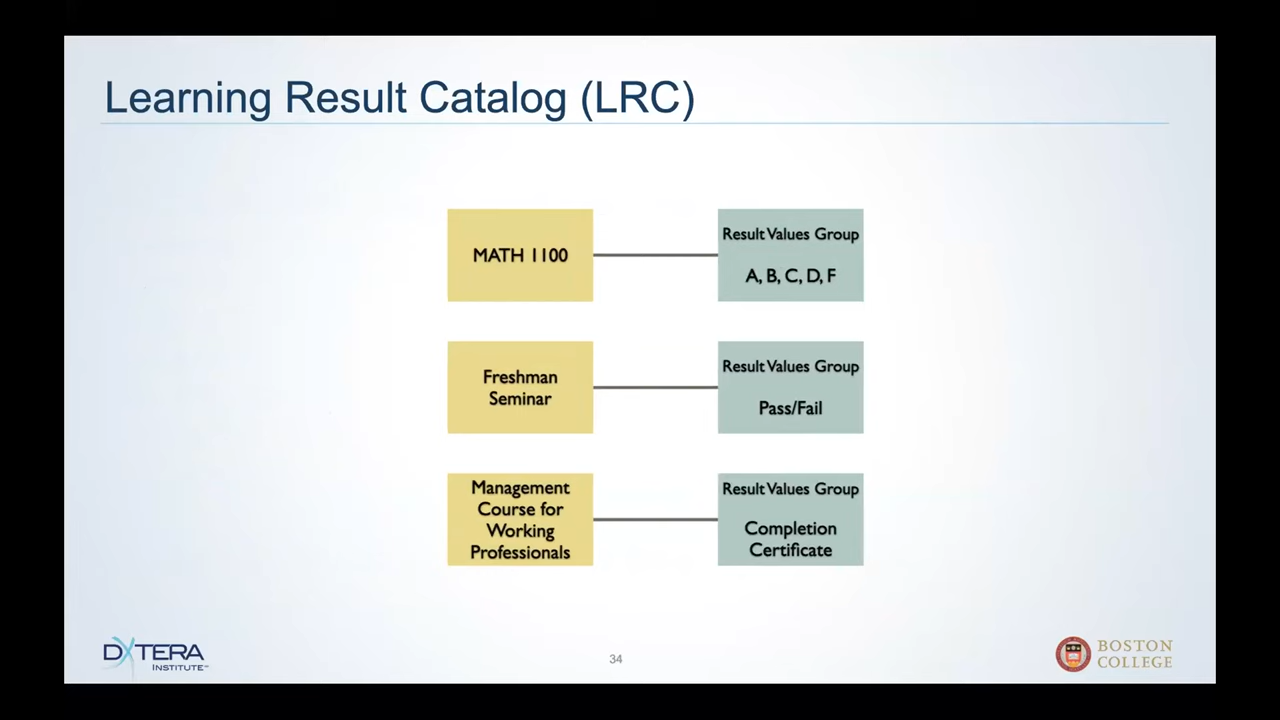 Learning Result Catalog (LRC)
MATH 1100
Result Values Group
A, B, C, D, F
Freshman
Seminar
Result Values Group
Pass/Fail
Management
Course for
Working
Professionals
Result Values Group
Completion
Certificate
DXTERA
INSTITUTE
34
BOSTON
COLLEGE